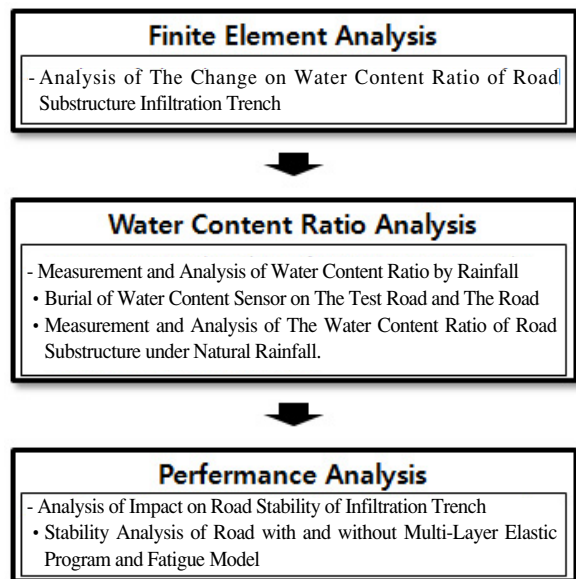 Finite Element Analysis
- Analysis of The Change on Water Content Ratio of Road
Substructure Infiltration Trench
Water Content Ratio Analysis
- Measurement and Analysis of Water Content Ratio by Rainfall
• Burial of Water Content Sensor on The Test Road and The Road
• Measurement and Analysis of The Water Content Ratio of Road
Substructure under Natural Rainfall.
Perfermance Analysis
- Analysis of Impact on Road Stability of Infiltration Trench
• Stability Analysis of Road with and without Multi-Layer Elastic
Program and Fatigue Model